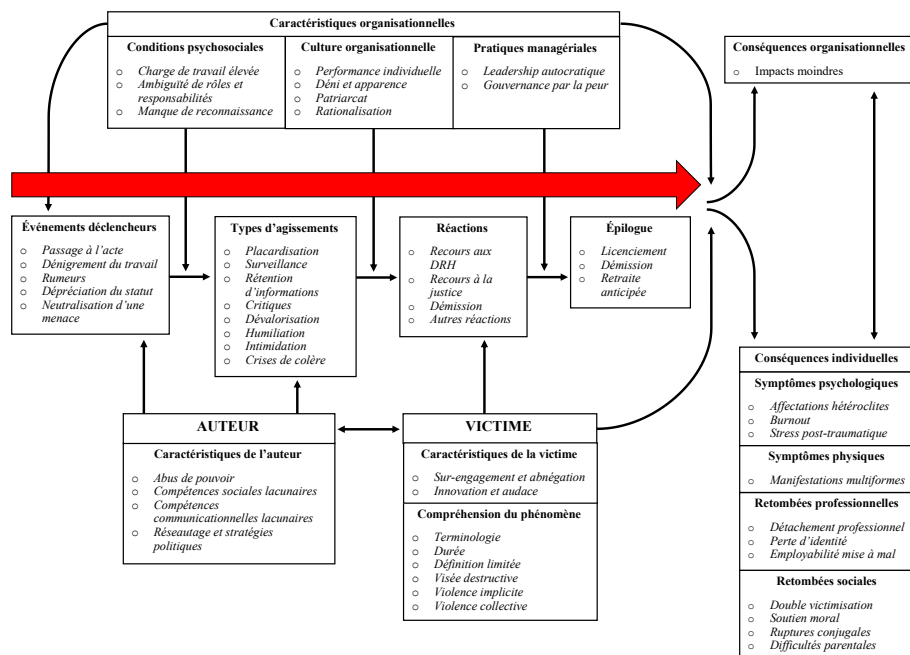 Caractéristiques organisationnelles
Conditions psychosociales
o Charge de travail élevée
o Ambiguïté de rôles et
responsabilités
o Manque de reconnaissance
Culture organisationnelle
o Performance individuelle
o Déni et apparence
o Patriarcat
o Rationalisation
Pratiques managériales
o Leadership autocratique
o Gouvernance par la peur
Conséquences organisationnelles
o Impacts moindres
Événements déclencheurs
o Passage à l'acte
o Dénigrement du travail
o Rumeurs
o Dépréciation du statut
o Neutralisation d'une
menace
Types d'agissements
o Placardisation
o Surveillance
o Rétention
d'informations
o Critiques
o Dévalorisation
o Humiliation
o Intimidation
o Crises de colère
Réactions
o Recours aux
DRH
o Recours à la
justice
o Démission
o Autres réactions
Épilogue
o Licenciement
o Démission
o Retraite
anticipée
AUTEUR
Caractéristiques de l'auteur
o Abus de pouvoir
o Compétences sociales lacunaires
o Compétences
communicationnelles lacunaires
o Réseautage et stratégies
politiques
VICTIME
Caractéristiques de la victime
o Sur-engagement et abnégation
o Innovation et audace
Compréhension du phénomène
o Terminologie
o Durée
o Définition limitée
o Visée destructive
o Violence implicite
o Violence collective
Conséquences individuelles
Symptômes psychologiques
o Affectations hétéroclites
o Burnout
o Stress post-traumatique
Symptômes physiques
o Manifestations multiformes
Retombées professionnelles
o Détachement professionnel
o Perte d'identité
o Employabilité mise à mal
Retombées sociales
o Double victimisation
o Soutien moral
o Ruptures conjugales
o Difficultés parentales